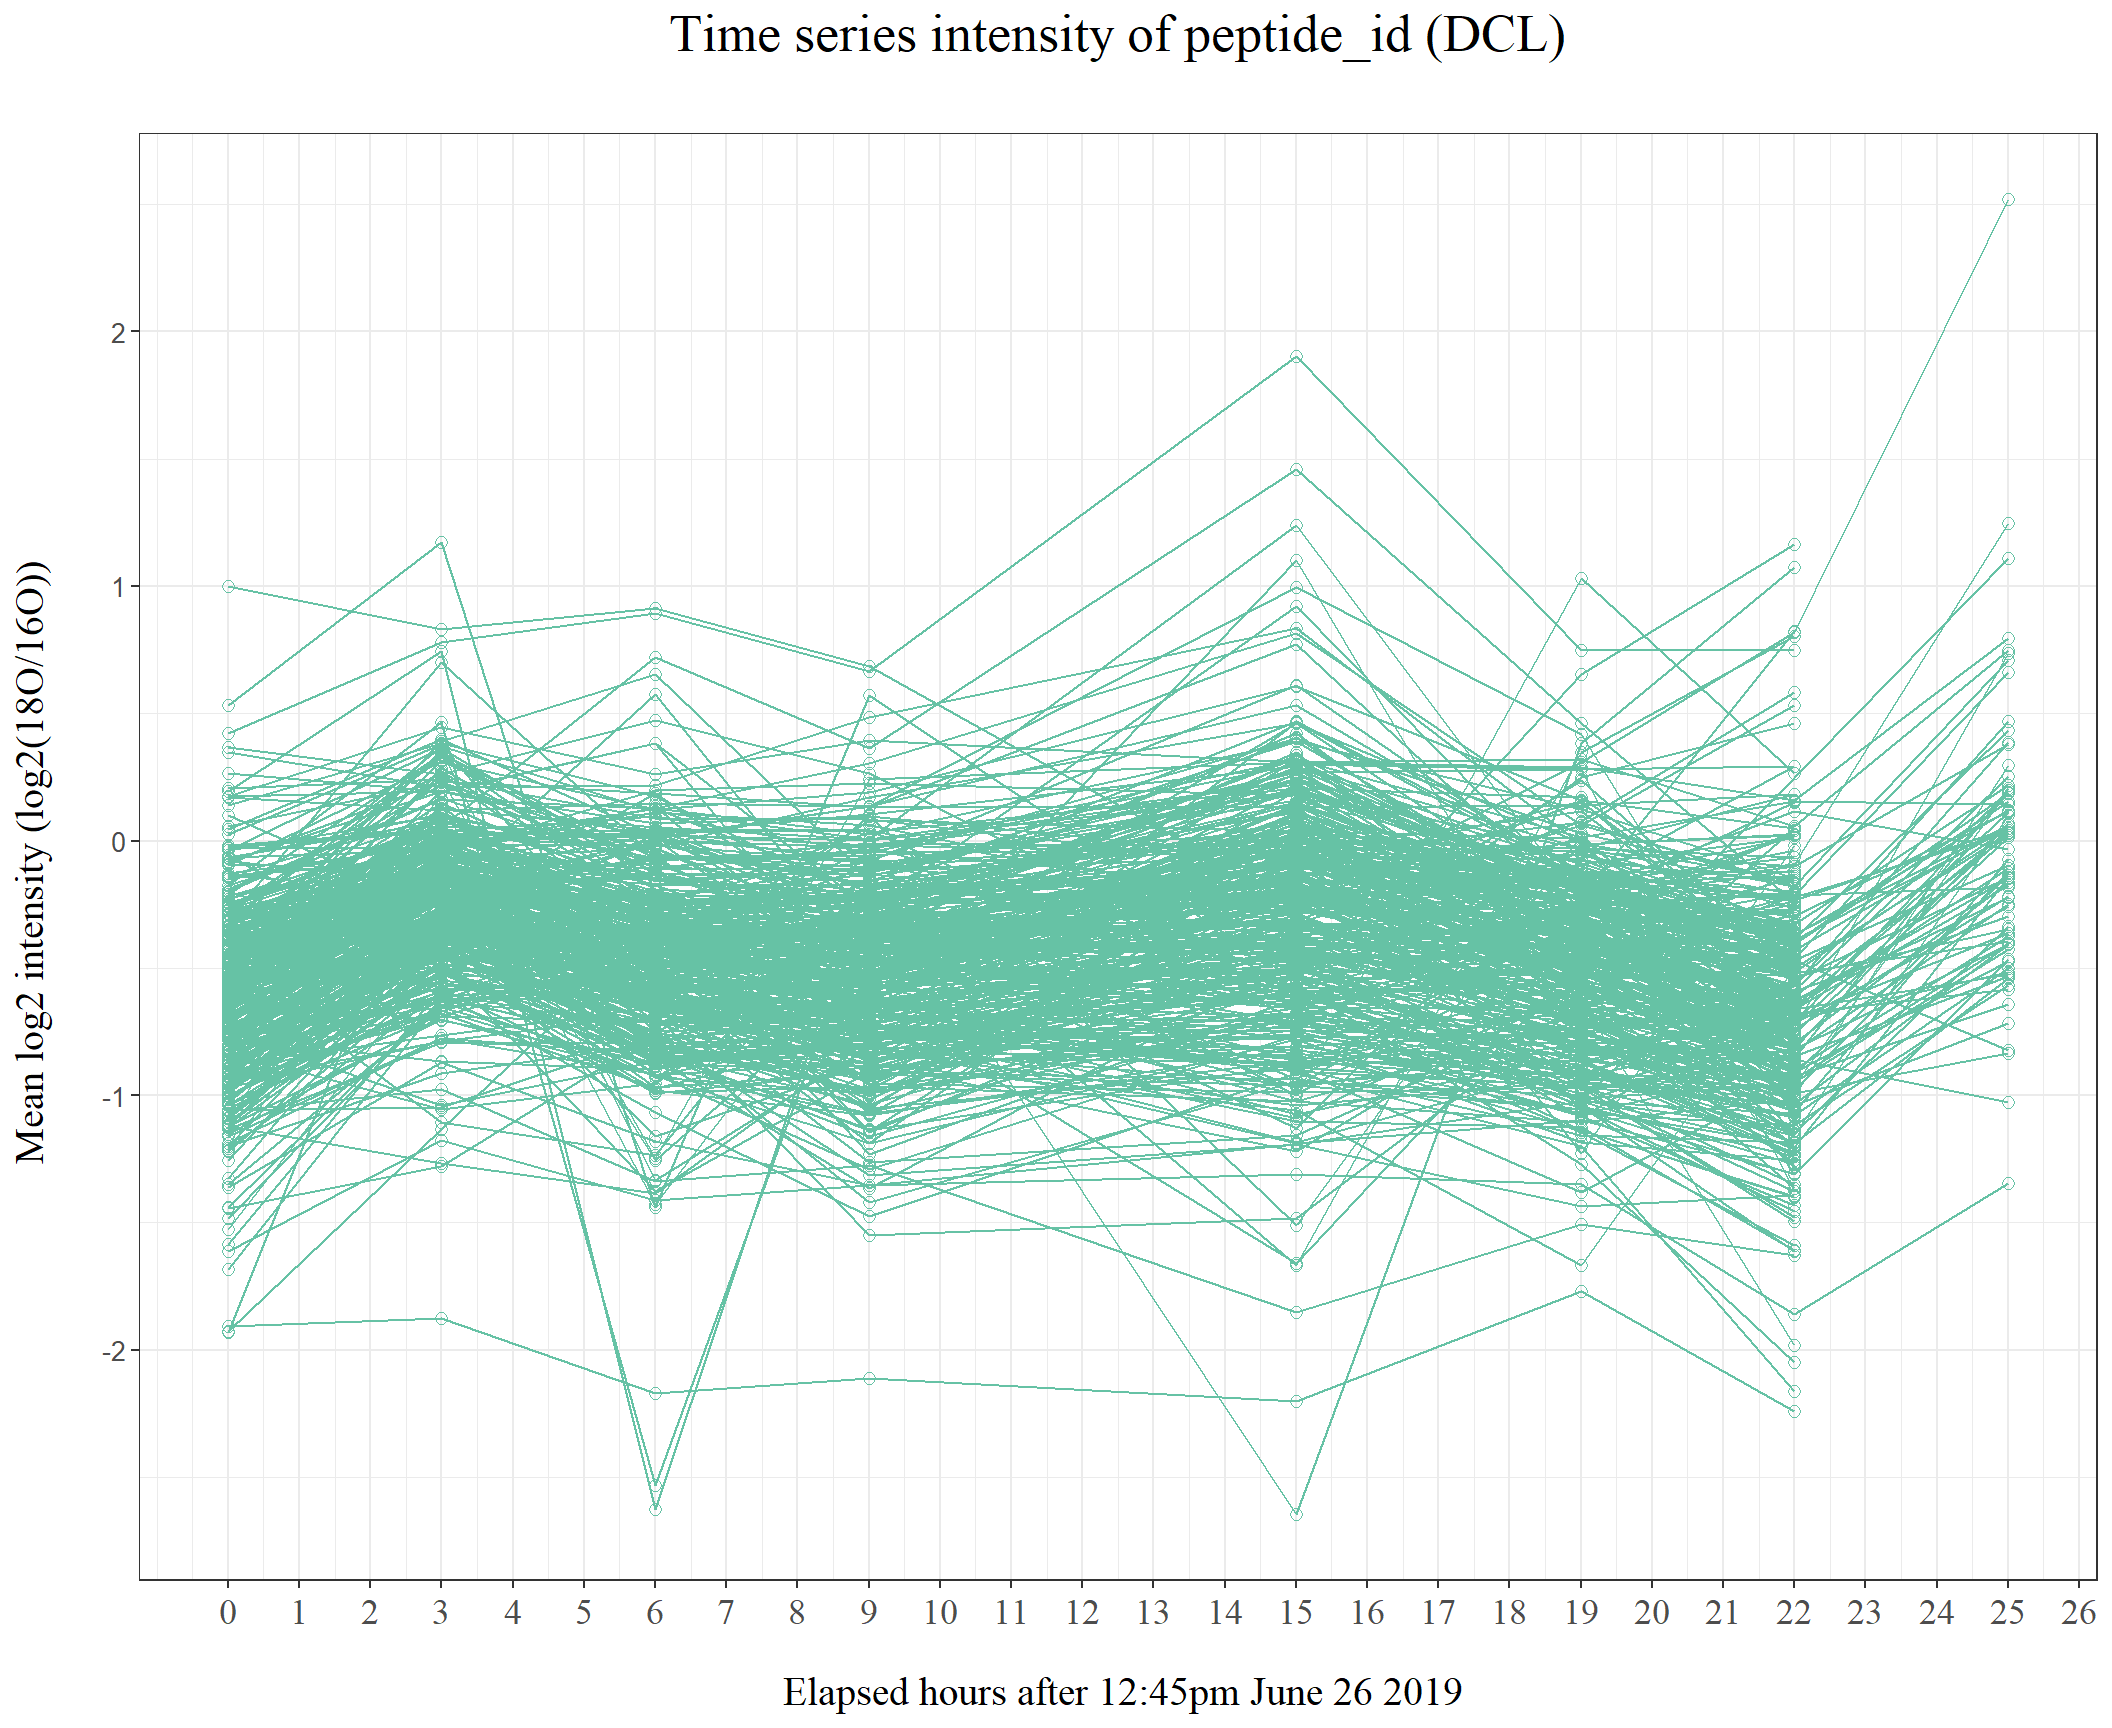 Time series intensity of peptide_id (DCL)
Mean log2 intensity (log2(18O/16O))
2
1
0
-1
-2
0 1 2 3 4 5 6 7 8 9 10 11 12 13 14 15 16 17 18 19 20 21 22 23 24 25 26
Elapsed hours after 12:45pm June 26 2019